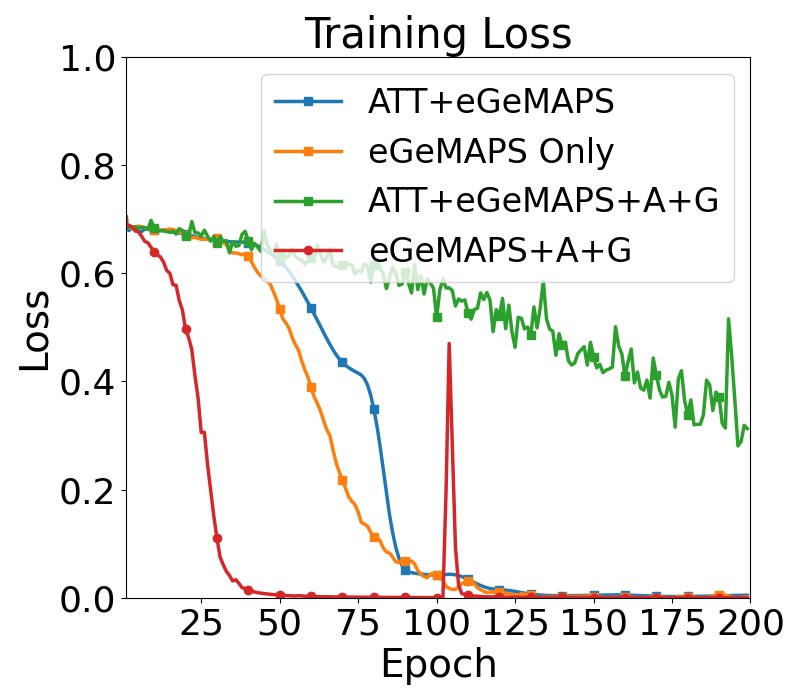 Training Loss
1.0
0.8
0.6
0.4
0.2
0.0
Loss
ATT+eGeMAPS
eGeMAPS Only
ATT+eGeMAPS+A+G
eGeMAPS+A+G
25 50 75 100 125 150 175 200
Epoch